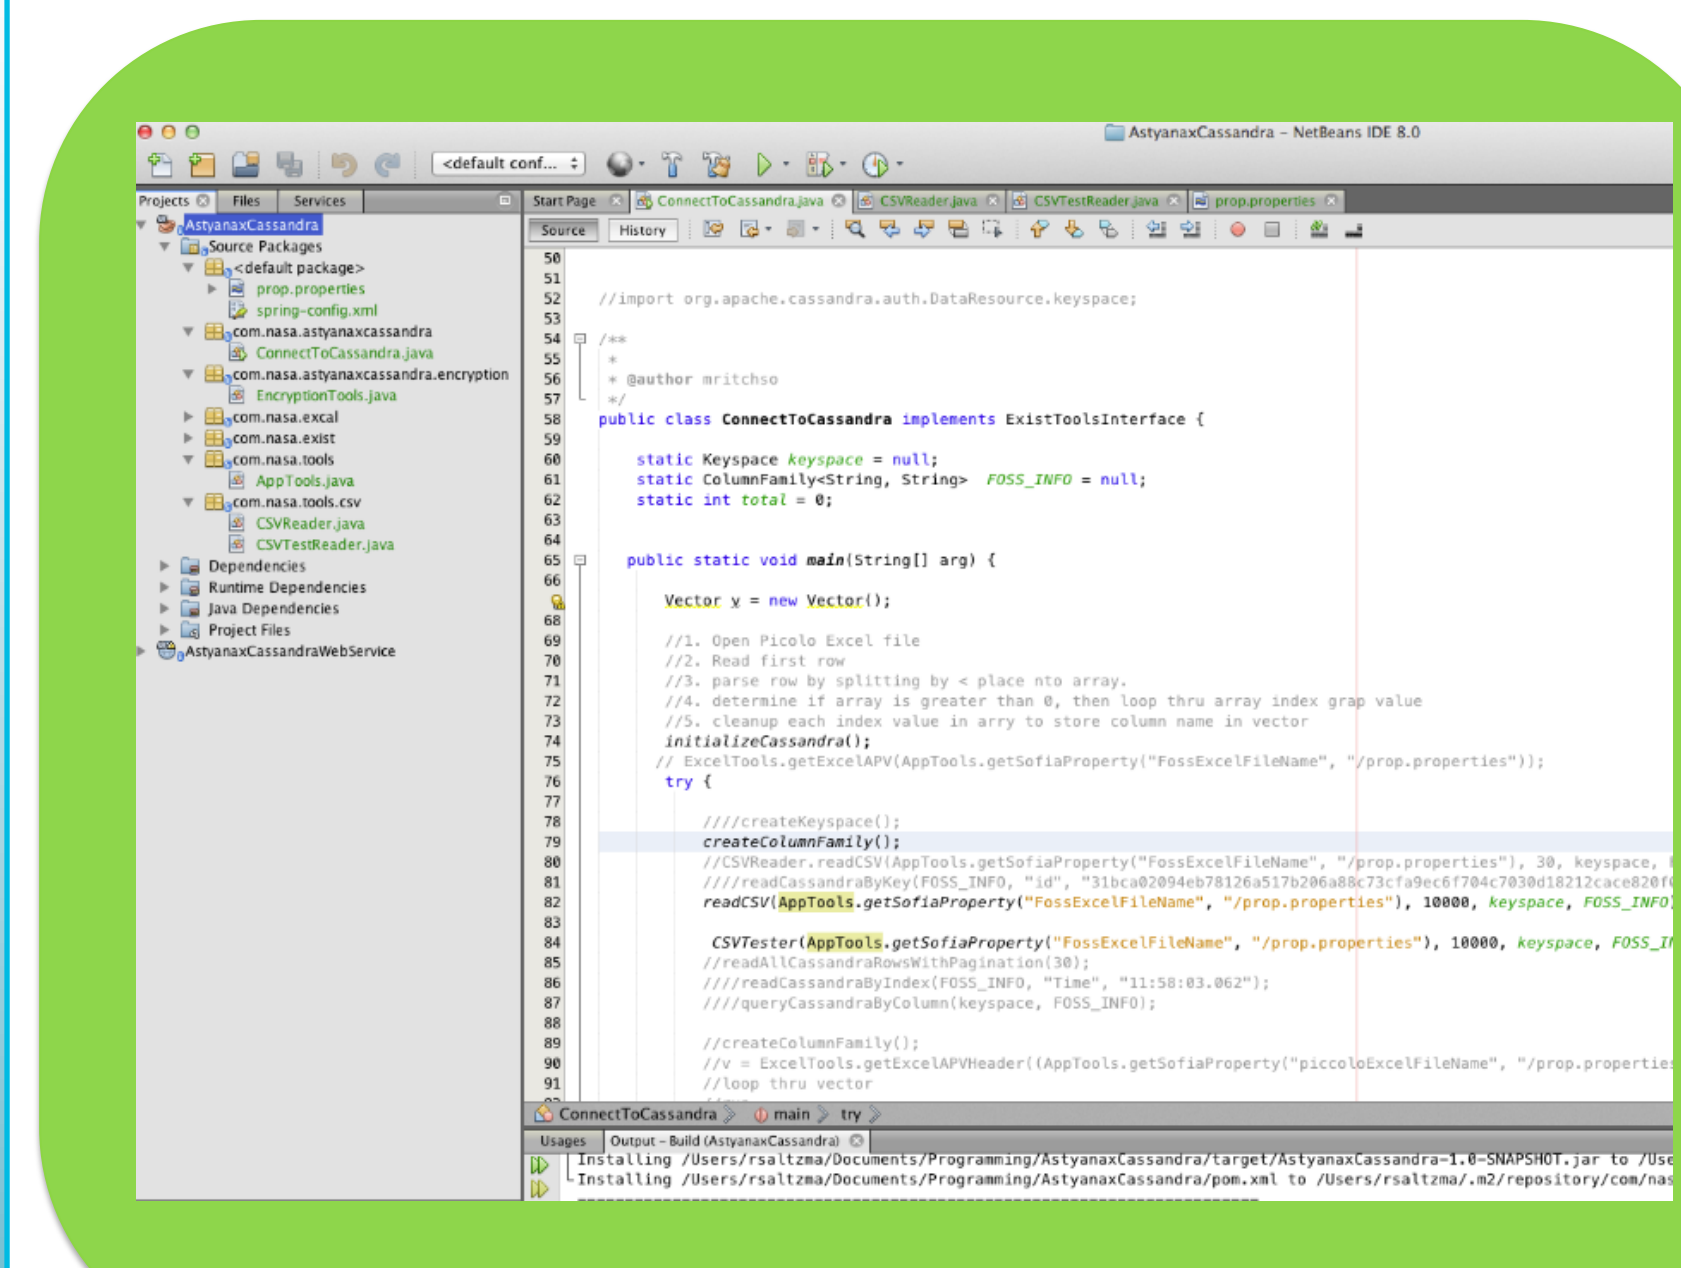 AstyanaxCassandra – NetBeans IDE 8.0
<default conf...
Projects
Files
Services
AstyanaxCassandra
Source Packages
<default package>
prop.properties
spring-config.xml
com.nasa.astyanaxcassandra
ConnectToCassandra.java
com.nasa.astyanaxcassandra.encryption
EncryptionTools.java
com.nasa.excal
com.nasa.exist
com.nasa.tools
AppTools.java
com.nasa.tools.csv
CSVReader.java
CSVTestReader.java
Dependencies
Runtime Dependencies
Java Dependencies
Project Files
AstyanaxCassandraWebService
Start Page ConnectToCassandra.java CSVReader.java CSVTestReader.java prop.properties
Source History
50
51
52 //import org.apache.cassandra.auth.DataResource.keyspace;
53
54 /**
55 *
56 * @author mritchso
57 */
58 public class ConnectToCassandra implements ExistToolsInterface {
59
60 static Keyspace keyspace = null;
61 static ColumnFamily<String, String> FOSS_INFO = null;
62 static int total = 0;
63
64
65 public static void main(String[] arg) {
66
Vector v = new Vector();
68
69 //1. Open Picolo Excel file
70 //2. Read first row
71 //3. parse row by splitting by < place nto array.
72 //4. determine if array is greater than 0, then loop thru array index grap value
73 //5. cleanup each index value in arry to store column name in vector
74 initializeCassandra();
75 // ExcelTools.getExcelAPV(AppTools.getSofiaProperty("FossExcelFileName", "/prop.properties"));
76 try {
77
78 ////createKeyspace();
79 createColumnFamily();
80 //CSVReader.readCSV(AppTools.getSofiaProperty("FossExcelFileName", "/prop.properties"), 30, keyspace,
81 ////readCassandraByKey(FOSS_INFO, "id", "31bca02094eb78126a517b206a88c73cfa9ec6f704c7030d18212cace820f
82 readCSV(AppTools.getSofiaProperty("FossExcelFileName", "/prop.properties"), 10000, keyspace, FOSS_INFO)
83
84 CSVTester(AppTools.getSofiaProperty("FossExcelFileName", "/prop.properties"), 10000, keyspace, FOSS_I
85 //readAllCassandraRowsWithPagination(30);
86 ////readCassandraByIndex(FOSS_INFO, "Time", "11:58:03.062");
87 ////queryCassandraByColumn(keyspace, FOSS_INFO);
88
89 //createColumnFamily();
90 //v = ExcelTools.getExcelAPVHeader((AppTools.getSofiaProperty("piccoloExcelFileName", "/prop.properties
91 //loop thru vector
ConnectToCassandra main try
Usages Output – Build (AstyanaxCassandra)
Installing /Users/rsaltzma/Documents/Programming/AstyanaxCassandra/target/AstyanaxCassandra-1.0-SNAPSHOT.jar to /Use
Installing /Users/rsaltzma/Documents/Programming/AstyanaxCassandra/pom.xml to /Users/rsaltzma/.m2/repository/com/nas